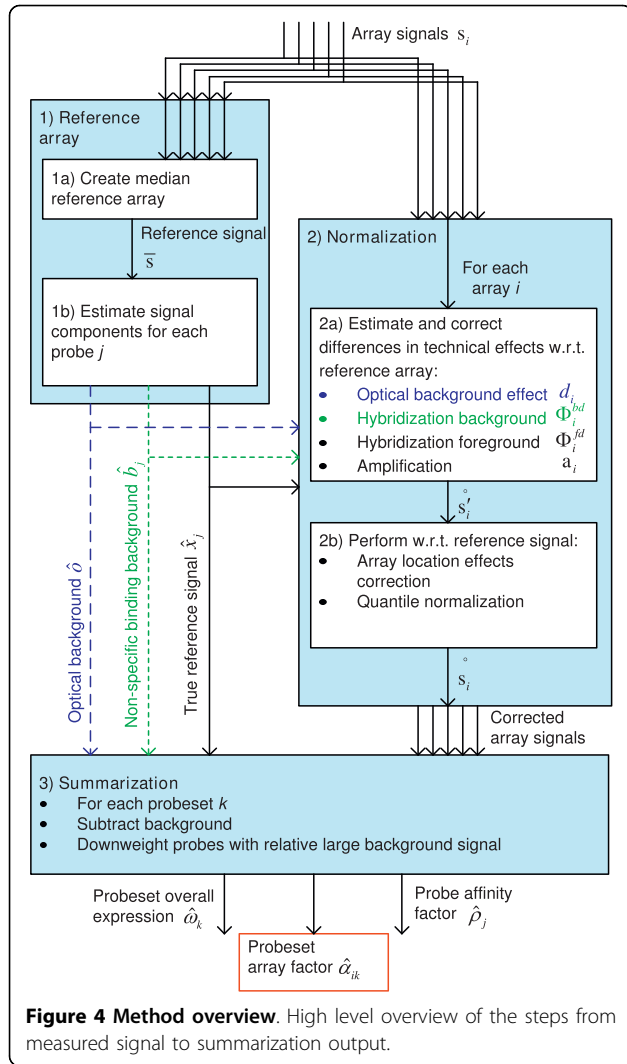 Array signals s_i
1) Reference
array
1a) Create median
reference array
Reference signal
s̅
1b) Estimate signal
components for each
probe j
2) Normalization
For each
array i
2a) Estimate and correct
differences in technical effects w.r.t.
reference array:
• Optical background effect d_i
• Hybridization background Φ_i^{bd}
• Hybridization foreground Φ_i^{fd}
• Amplification a_i
s̊_i′
2b) Perform w.r.t. reference signal:
• Array location effects
correction
• Quantile normalization
s̊_i
Optical background ô
Non-specific binding background b̂_j
True reference signal x̂_j
Corrected
array signals
3) Summarization
• For each probeset k
• Subtract background
• Downweight probes with relative large background signal
Probeset overall
expression ω̂_k
Probe affinity
factor ρ̂_j
Probeset
array factor α̂_{ik}
Figure 4 Method overview. High level overview of the steps from
measured signal to summarization output.